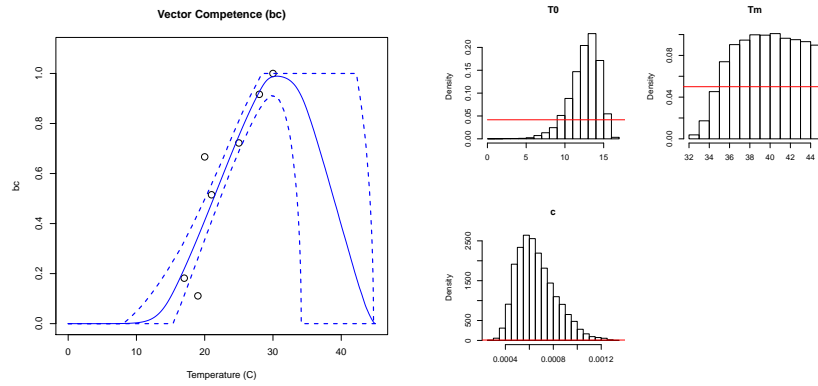 Vector Competence (bc)
bc
0.0 0.2 0.4 0.6 0.8 1.0
0 10 20 30 40
Temperature (C)
T0
Density
0.00 0.05 0.10 0.15 0.20
0 5 10 15
Tm
Density
0.00 0.04 0.08
32 34 36 38 40 42 44
c
Density
0 500 1500 2500
0.0004 0.0008 0.0012